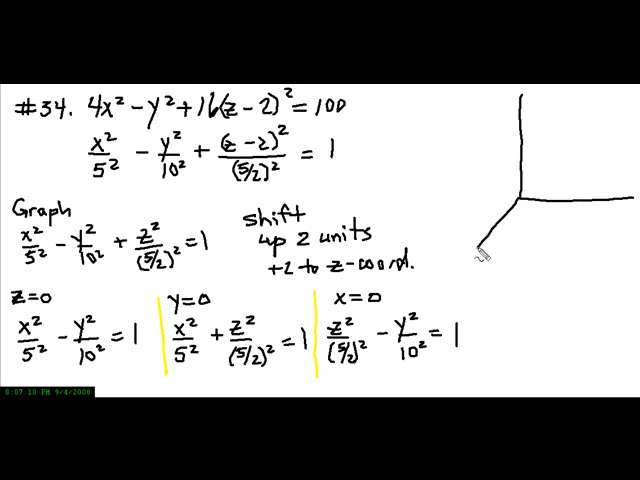 #34. 4x² - y² + 16(z - 2)² = 100
x²/5² - y²/10² + (z - 2)²/(5/2)² = 1
Graph
x²/5² - y²/10² + z²/(5/2)² = 1
shift
up 2 units
+2 to z-coord.
z=0
x²/5² - y²/10² = 1
y=0
x²/5² + z²/(5/2)² = 1
x=0
z²/(5/2)² - y²/10² = 1
8:07:10 PM 9/4/2008